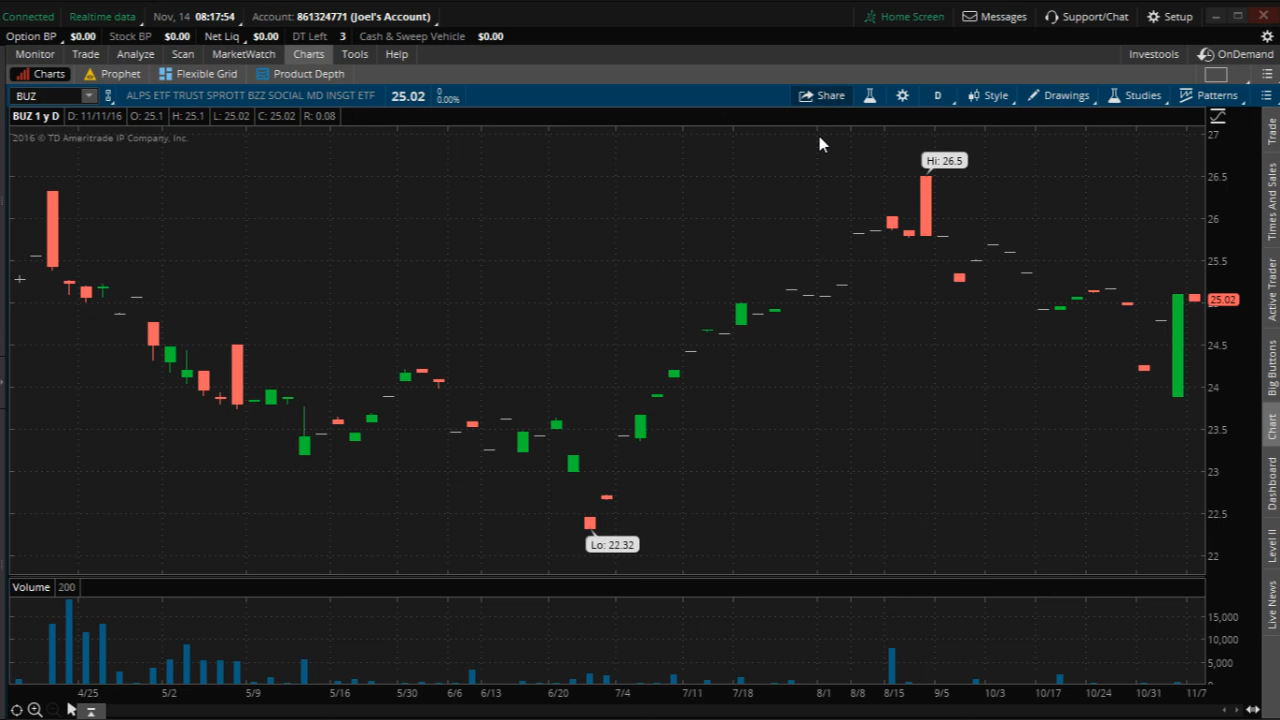 Connected Realtime data Nov, 14 08:17:54 Account: 861324771 (Joel's Account) Home Screen Messages Support/Chat Setup
Option BP $0.00 Stock BP $0.00 Net Liq $0.00 DT Left 3 Cash & Sweep Vehicle $0.00
Monitor Trade Analyze Scan MarketWatch Charts Tools Help Investools OnDemand
Charts Prophet Flexible Grid Product Depth
BUZ ALPS ETF TRUST SPROTT BZZ SOCIAL MD INSGT ETF 25.02 0 0.00% Share D Style Drawings Studies Patterns
BUZ 1 y D D: 11/11/16 O: 25.1 H: 25.1 L: 25.02 C: 25.02 R: 0.08
2016 © TD Ameritrade IP Company, Inc.
27
Hi: 26.5
26.5
26
25.5
25.02
24.5
24
23.5
23
22.5
Lo: 22.32
22
Volume 200
15,000
10,000
5,000
4/25 5/2 5/9 5/16 5/30 6/6 6/13 6/20 7/4 7/11 7/18 8/1 8/8 8/15 9/5 10/3 10/17 10/24 10/31 11/7
Trade
Times And Sales
Active Trader
Big Buttons
Chart
Dashboard
Level II
Live News